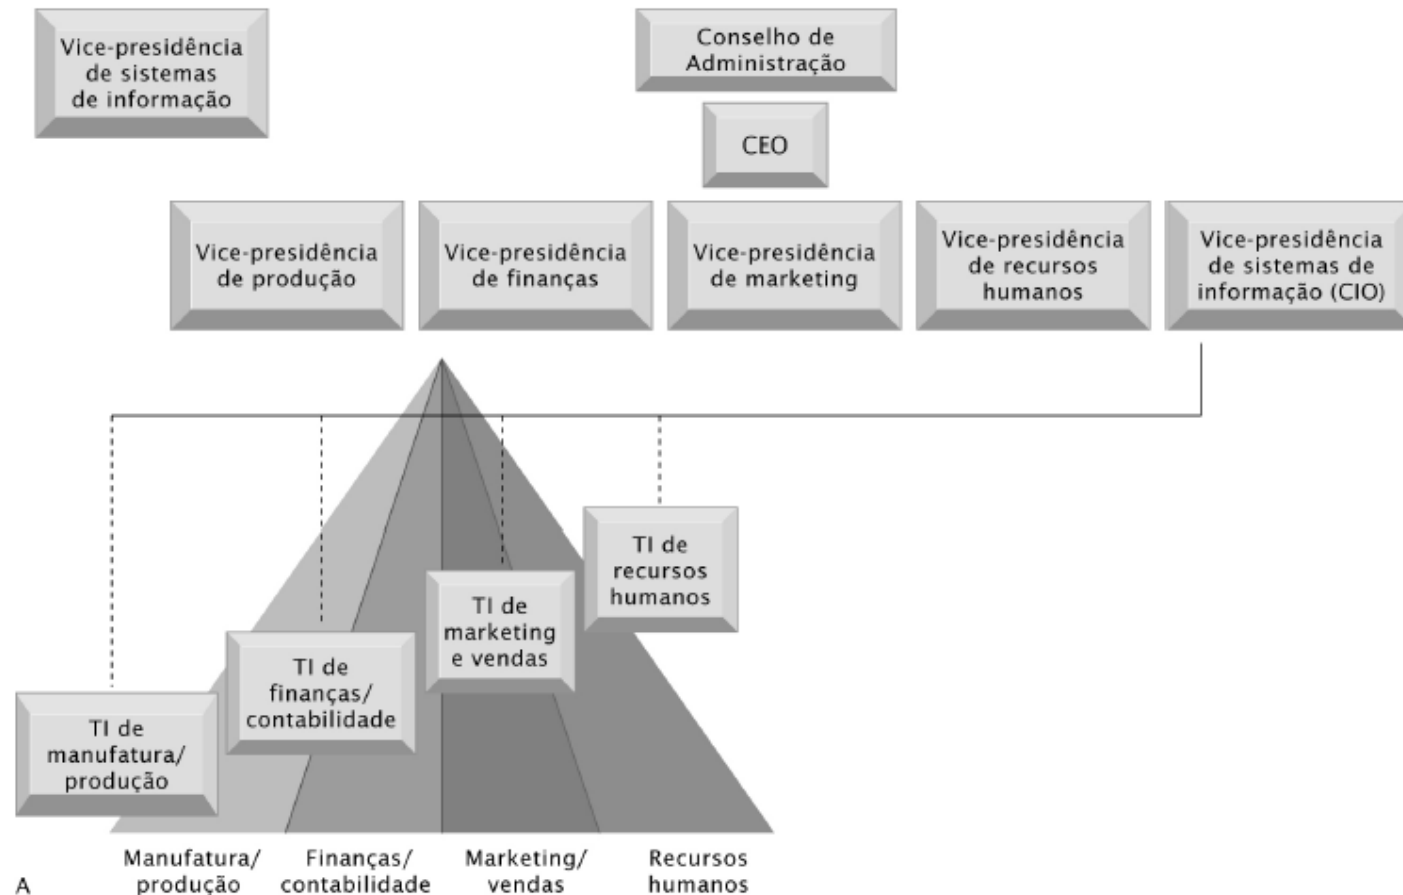 Vice-presidência
de sistemas
de informação
Conselho de
Administração
CEO
Vice-presidência
de produção
Vice-presidência
de finanças
Vice-presidência
de marketing
Vice-presidência
de recursos
humanos
Vice-presidência
de sistemas de
informação (CIO)
TI de
recursos
humanos
TI de
marketing
e vendas
TI de
finanças/
contabilidade
TI de
manufatura/
produção
Manufatura/
produção
Finanças/
contabilidade
Marketing/
vendas
Recursos
humanos
A